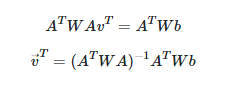 $A^T W A v^T = A^T W b$
$\vec{v}^T = (A^T W A)^{-1} A^T W b$